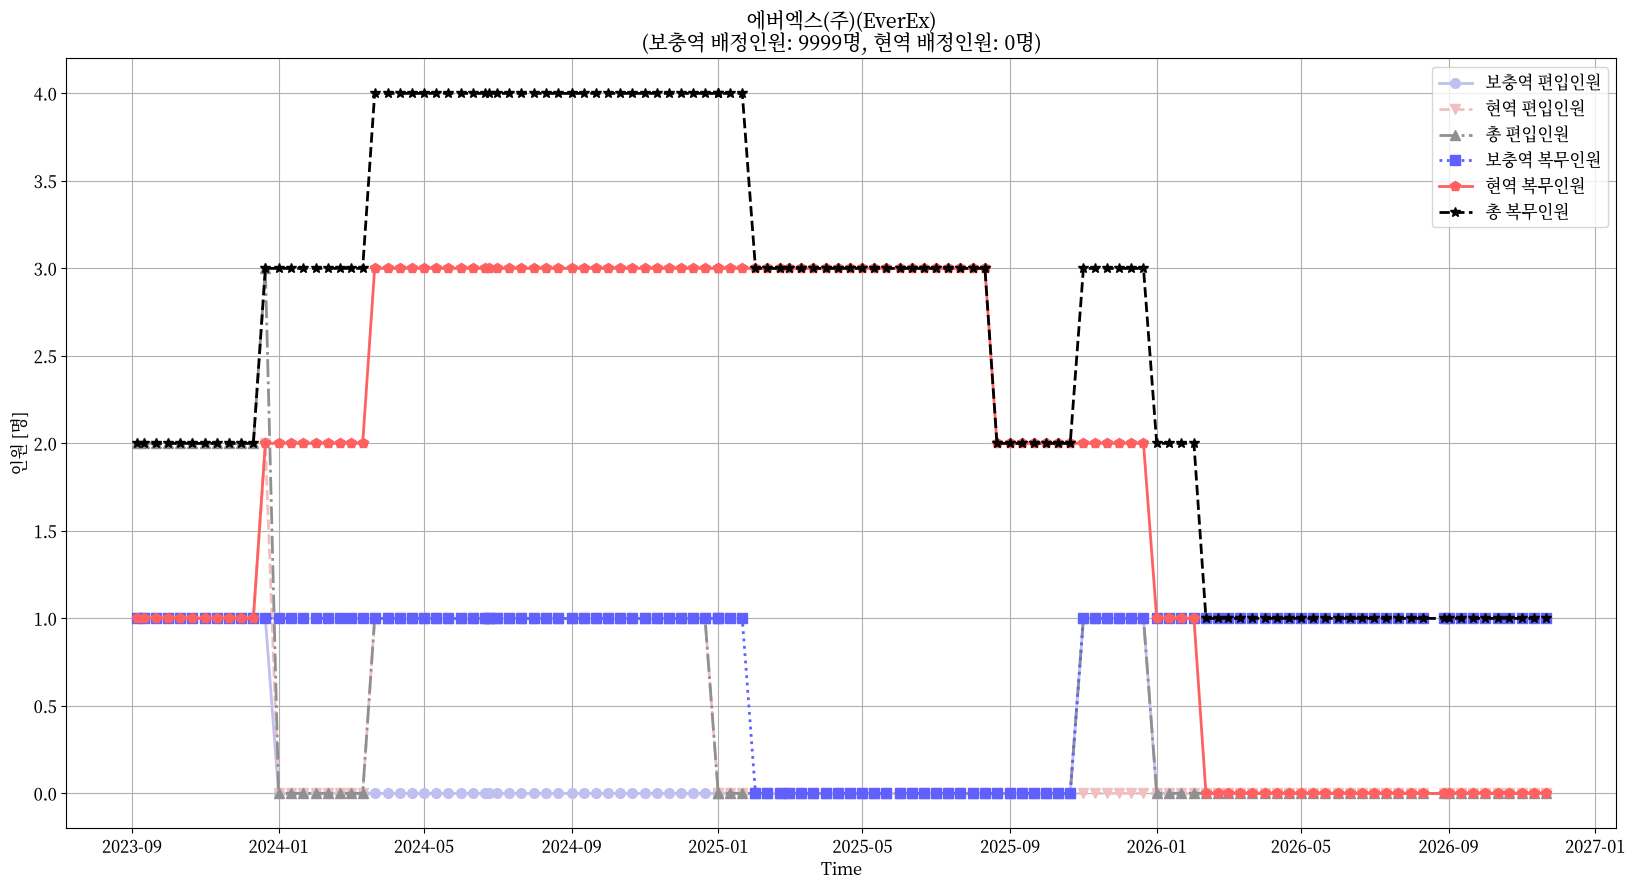 에버엑스(주)(EverEx)
(보충역 배정인원: 9999명, 현역 배정인원: 0명)
보충역 편입인원
현역 편입인원
총 편입인원
보충역 복무인원
현역 복무인원
총 복무인원
인원 [명]
4.0
3.5
3.0
2.5
2.0
1.5
1.0
0.5
0.0
2023-09
2024-01
2024-05
2024-09
2025-01
2025-05
2025-09
2026-01
2026-05
2026-09
2027-01
Time